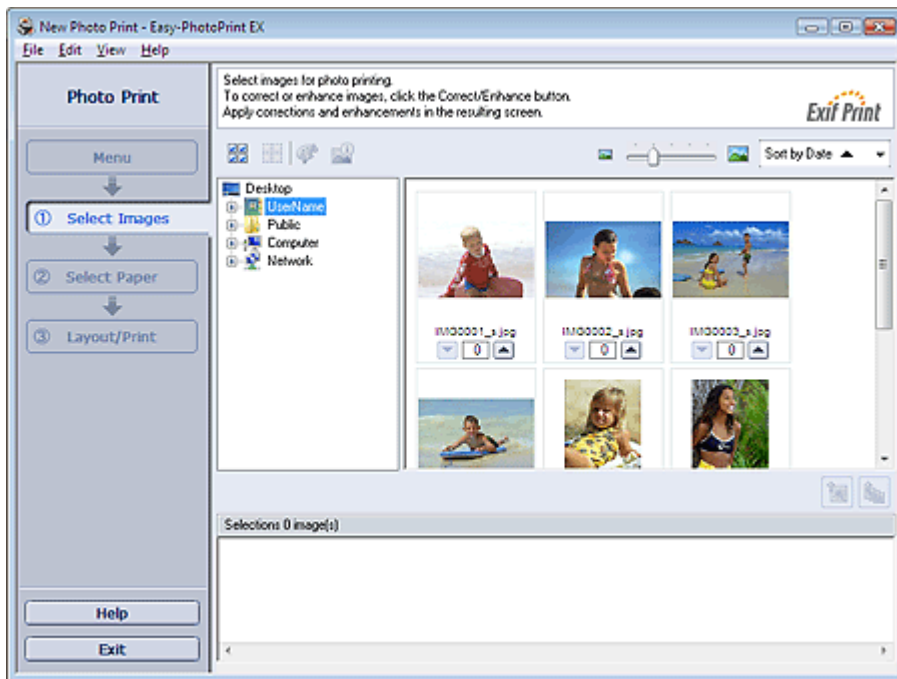 New Photo Print - Easy-PhotoPrint EX
File Edit View Help
Photo Print
Select images for photo printing.
To correct or enhance images, click the Correct/Enhance button.
Apply corrections and enhancements in the resulting screen.
Exif Print
Menu
① Select Images
② Select Paper
③ Layout/Print
Sort by Date
Desktop
UserName
Public
Computer
Network
IMG0001_s.jpg IMG0002_s.jpg IMG0003_s.jpg
0 0 0
Selections 0 image(s)
Help
Exit